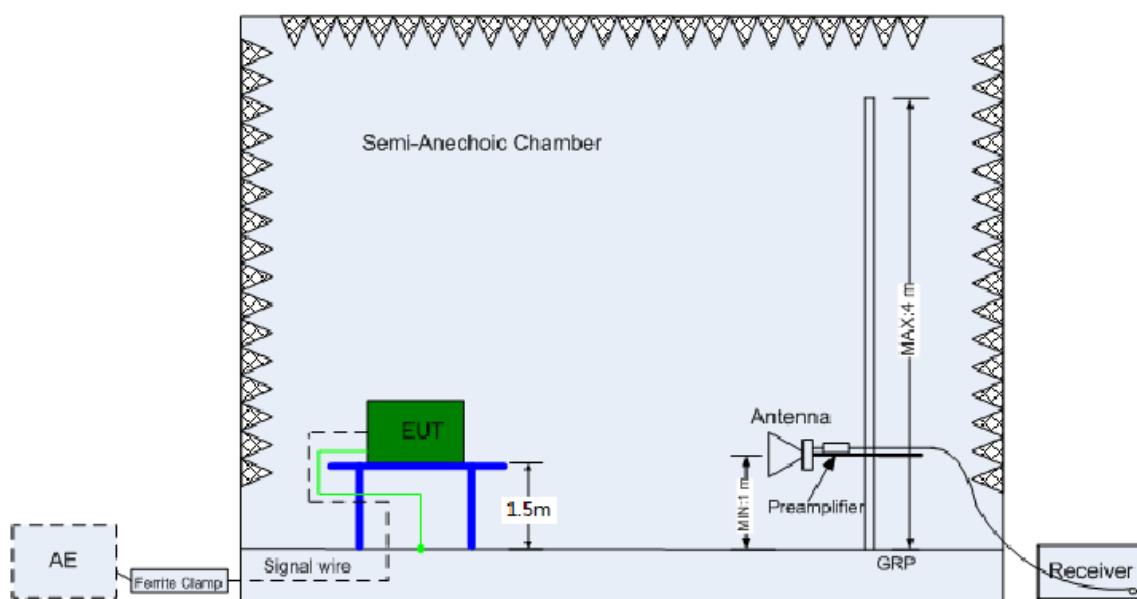 Semi-Anechoic Chamber
MAX:4 m
EUT
Antenna
MIN:1 m
Preamplifier
1.5m
AE
Ferrite Clamp
Signal wire
GRP
Receiver